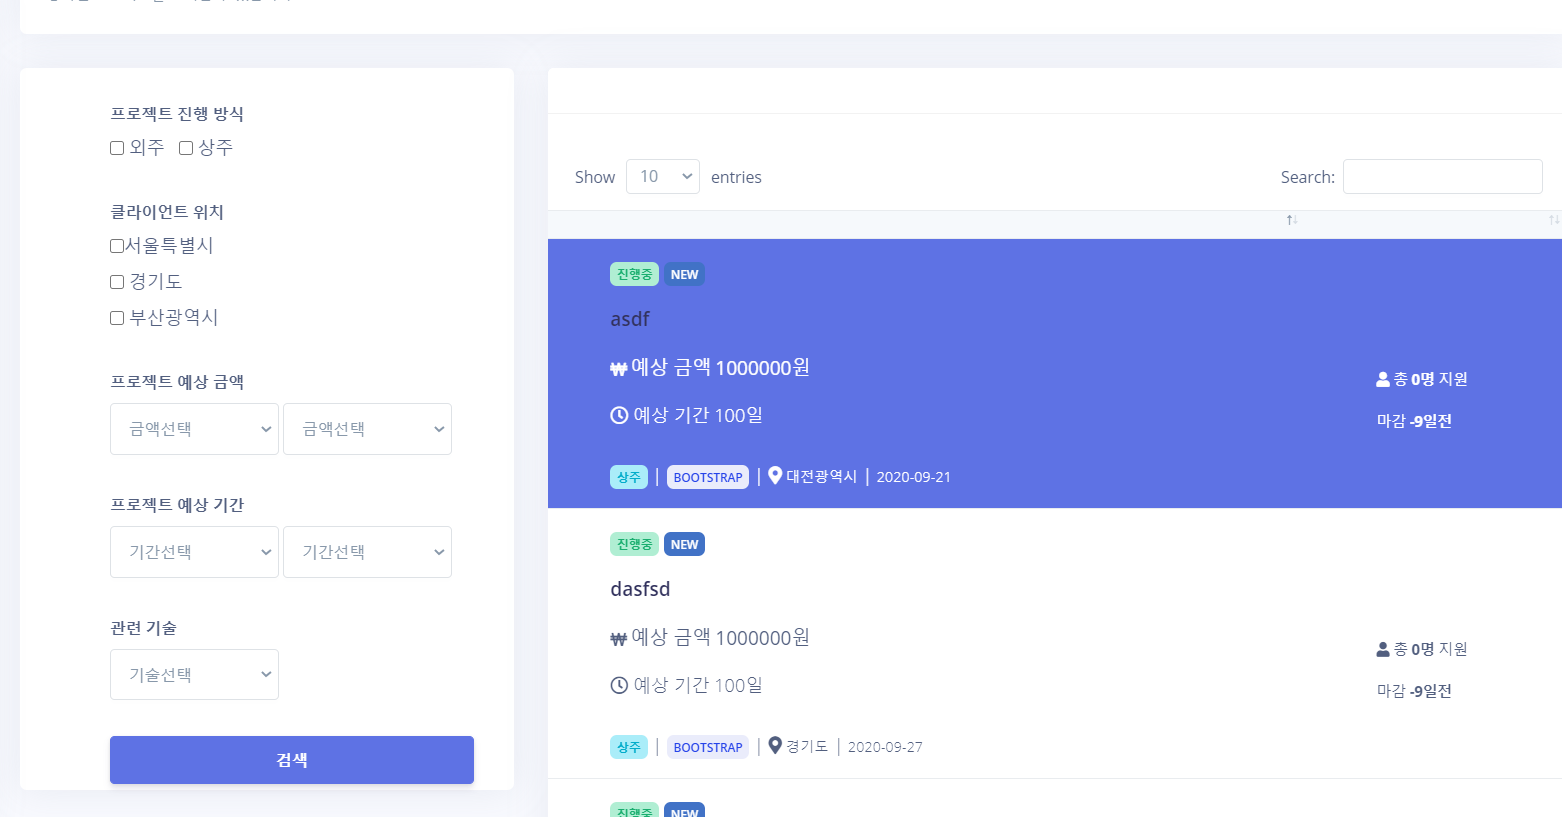 프로젝트 진행 방식
외주 상주
클라이언트 위치
서울특별시
경기도
부산광역시
프로젝트 예상 금액
금액선택 금액선택
프로젝트 예상 기간
기간선택 기간선택
관련 기술
기술선택
검색
Show 10 entries
Search:
진행중 NEW
asdf
₩ 예상 금액 1000000원
예상 기간 100일
총 0명 지원
마감 -9일전
상주 | BOOTSTRAP | 대전광역시 | 2020-09-21
진행중 NEW
dasfsd
₩ 예상 금액 1000000원
예상 기간 100일
총 0명 지원
마감 -9일전
상주 | BOOTSTRAP | 경기도 | 2020-09-27
진행중 NEW